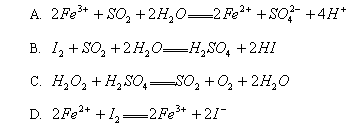 A. 2Fe³⁺ + SO₂ + 2H₂O══2Fe²⁺ + SO₄²⁻ + 4H⁺
B. I₂ + SO₂ + 2H₂O══H₂SO₄ + 2HI
C. H₂O₂ + H₂SO₄══SO₂ + O₂ + 2H₂O
D. 2Fe²⁺ + I₂══2Fe³⁺ + 2I⁻